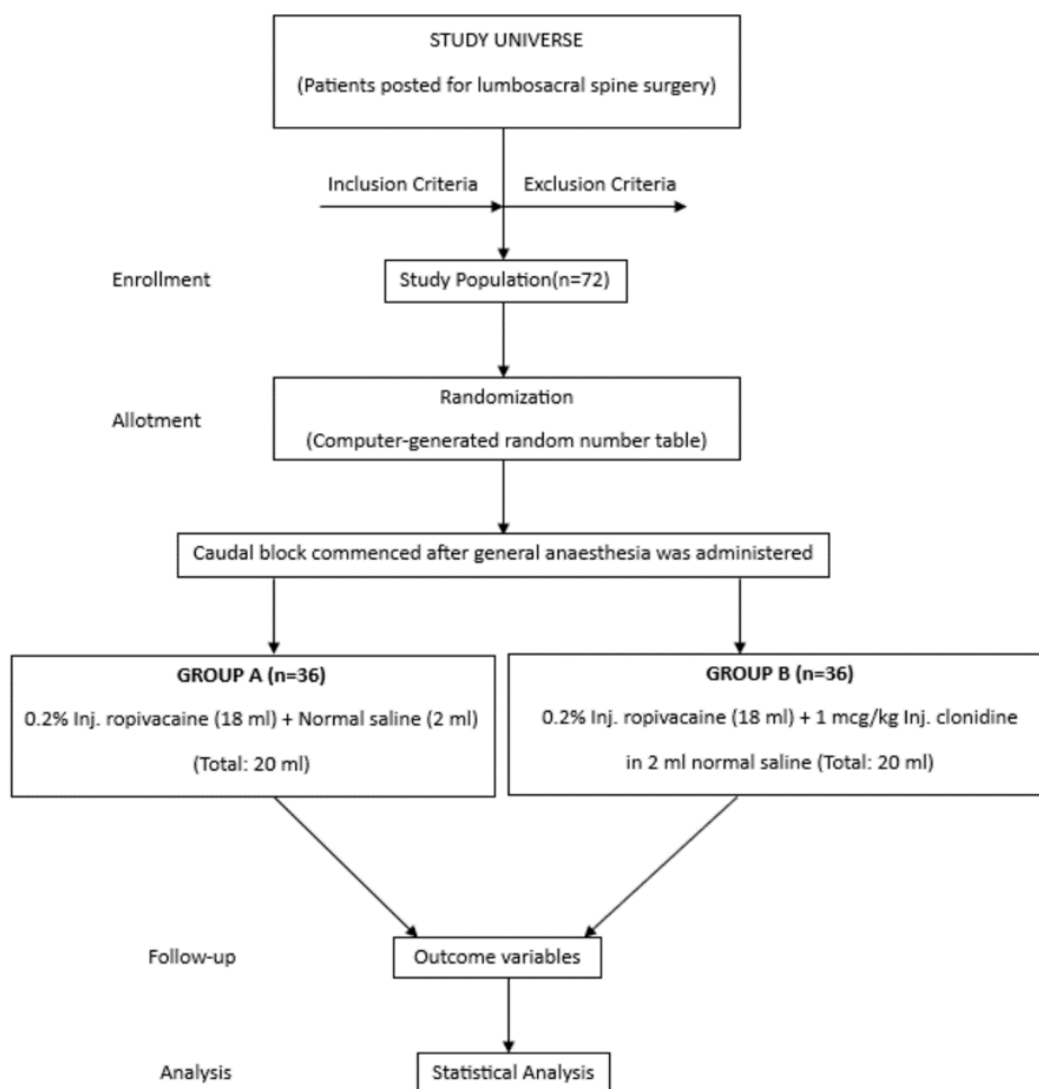 STUDY UNIVERSE
(Patients posted for lumbosacral spine surgery)
Inclusion Criteria
Exclusion Criteria
Enrollment
Study Population(n=72)
Allotment
Randomization
(Computer-generated random number table)
Caudal block commenced after general anaesthesia was administered
GROUP A (n=36)
0.2% Inj. ropivacaine (18 ml) + Normal saline (2 ml)
(Total: 20 ml)
GROUP B (n=36)
0.2% Inj. ropivacaine (18 ml) + 1 mcg/kg Inj. clonidine
in 2 ml normal saline (Total: 20 ml)
Follow-up
Outcome variables
Analysis
Statistical Analysis